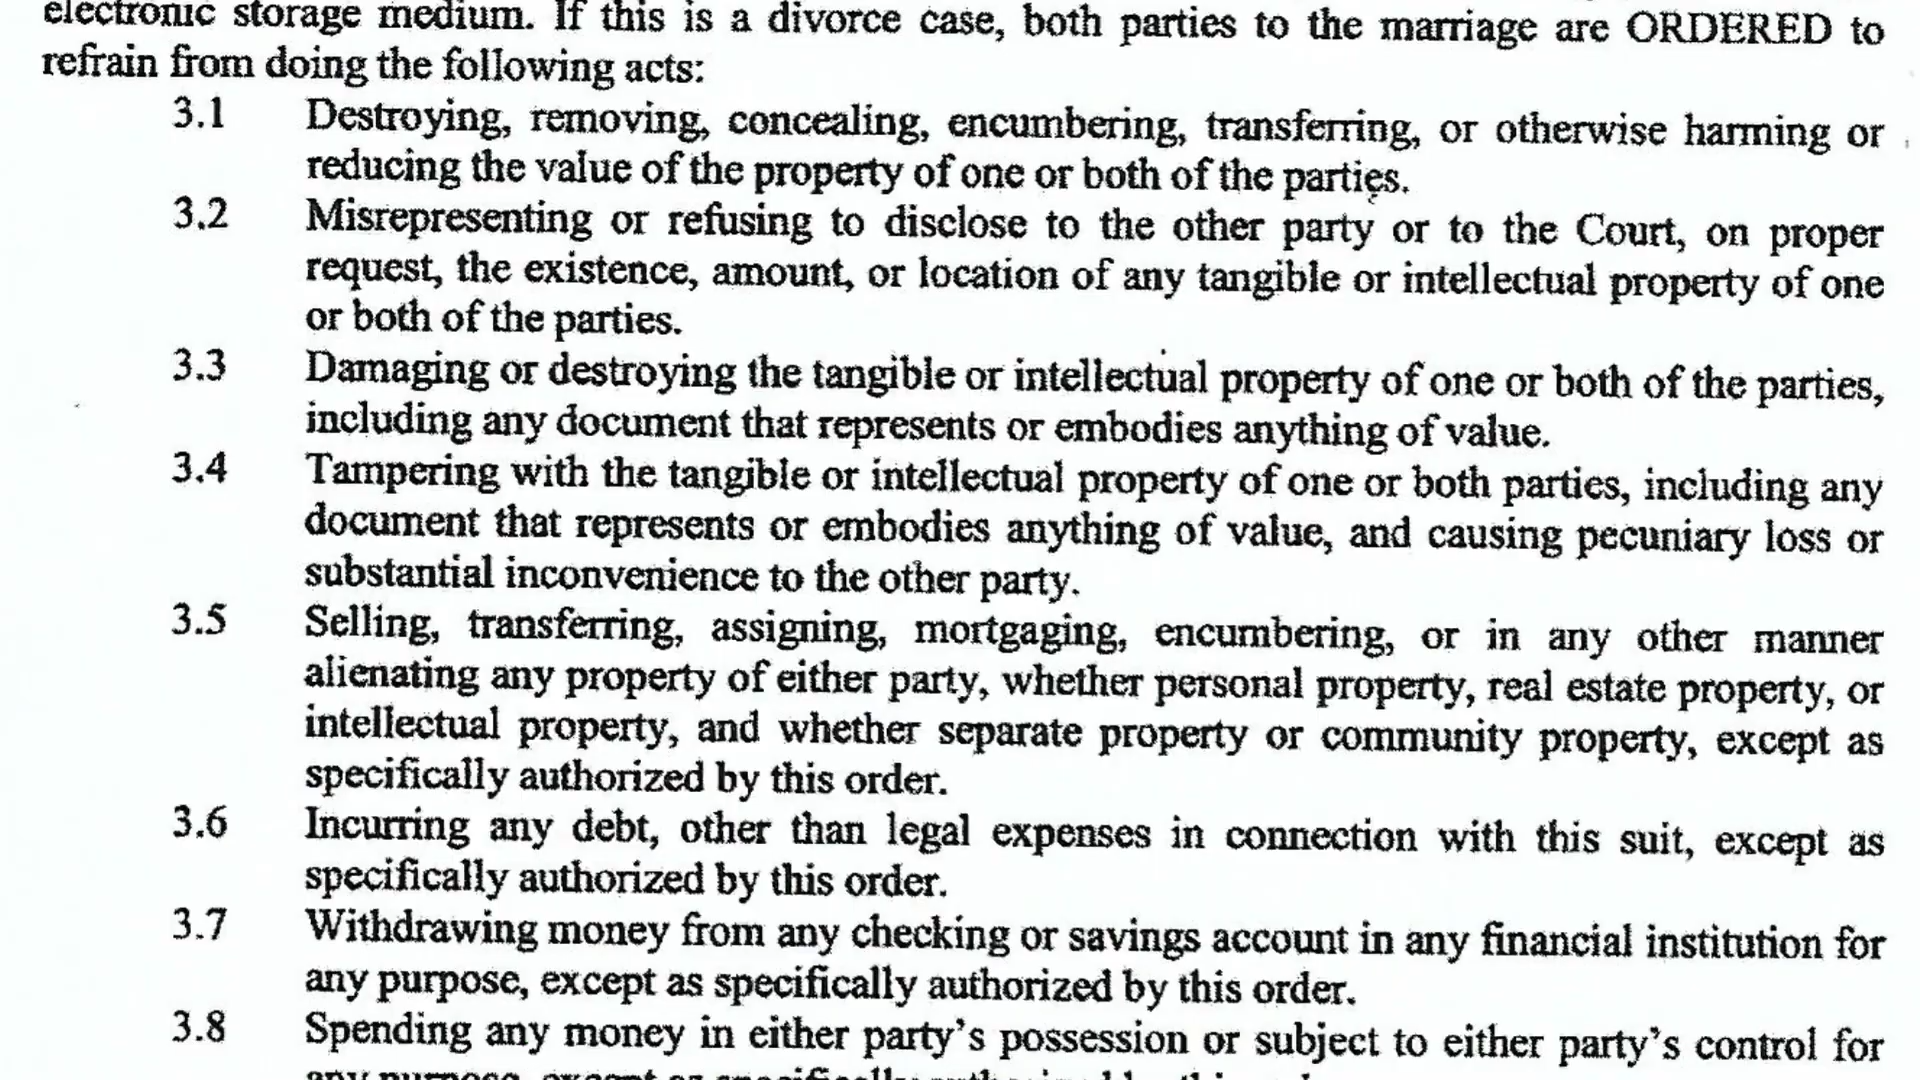 electronic storage medium. If this is a divorce case, both parties to the marriage are ORDERED to
refrain from doing the following acts:
3.1 Destroying, removing, concealing, encumbering, transferring, or otherwise harming or
reducing the value of the property of one or both of the parties.
3.2 Misrepresenting or refusing to disclose to the other party or to the Court, on proper
request, the existence, amount, or location of any tangible or intellectual property of one
or both of the parties.
3.3 Damaging or destroying the tangible or intellectual property of one or both of the parties,
including any document that represents or embodies anything of value.
3.4 Tampering with the tangible or intellectual property of one or both parties, including any
document that represents or embodies anything of value, and causing pecuniary loss or
substantial inconvenience to the other party.
3.5 Selling, transferring, assigning, mortgaging, encumbering, or in any other manner
alienating any property of either party, whether personal property, real estate property, or
intellectual property, and whether separate property or community property, except as
specifically authorized by this order.
3.6 Incurring any debt, other than legal expenses in connection with this suit, except as
specifically authorized by this order.
3.7 Withdrawing money from any checking or savings account in any financial institution for
any purpose, except as specifically authorized by this order.
3.8 Spending any money in either party's possession or subject to either party's control for
any purpose, except as specifically authorized by this